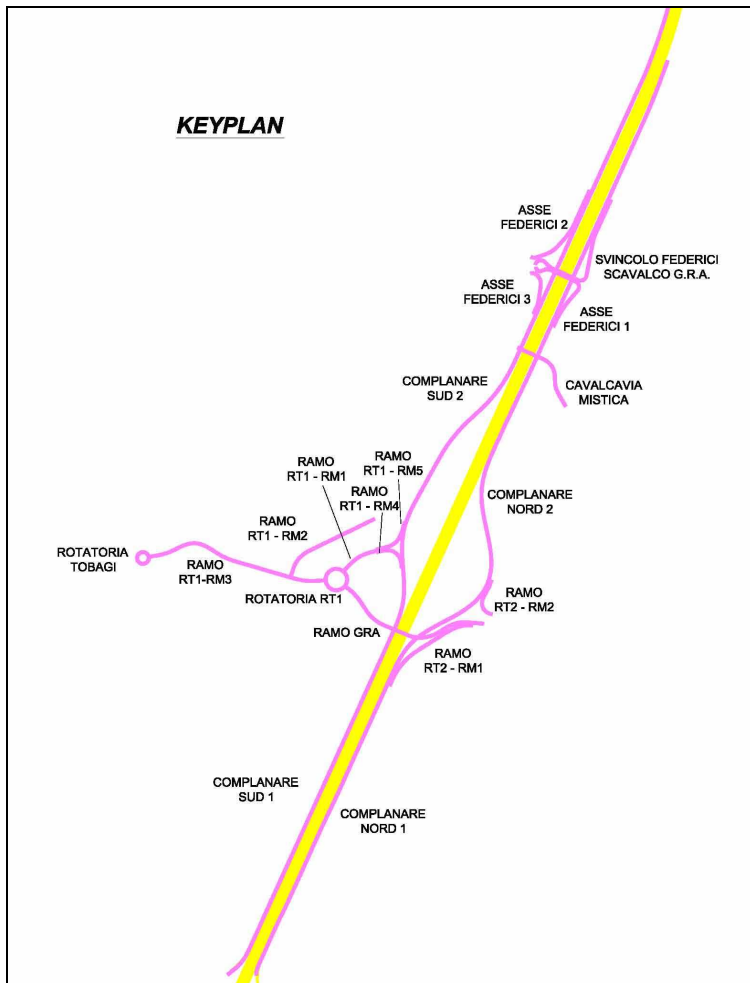 KEYPLAN
ASSE
FEDERICI 2
SVINCOLO FEDERICI
SCAVALCO G.R.A.
ASSE
FEDERICI 3
ASSE
FEDERICI 1
COMPLANARE
SUD 2
CAVALCAVIA
MISTICA
RAMO
RT1 - RM5
RAMO
RT1 - RM1
RAMO
RT1 - RM4
COMPLANARE
NORD 2
RAMO
RT1 - RM2
ROTATORIA
TOBAGI
RAMO
RT1-RM3
ROTATORIA RT1
RAMO
RT2 - RM2
RAMO GRA
RAMO
RT2 - RM1
COMPLANARE
SUD 1
COMPLANARE
NORD 1